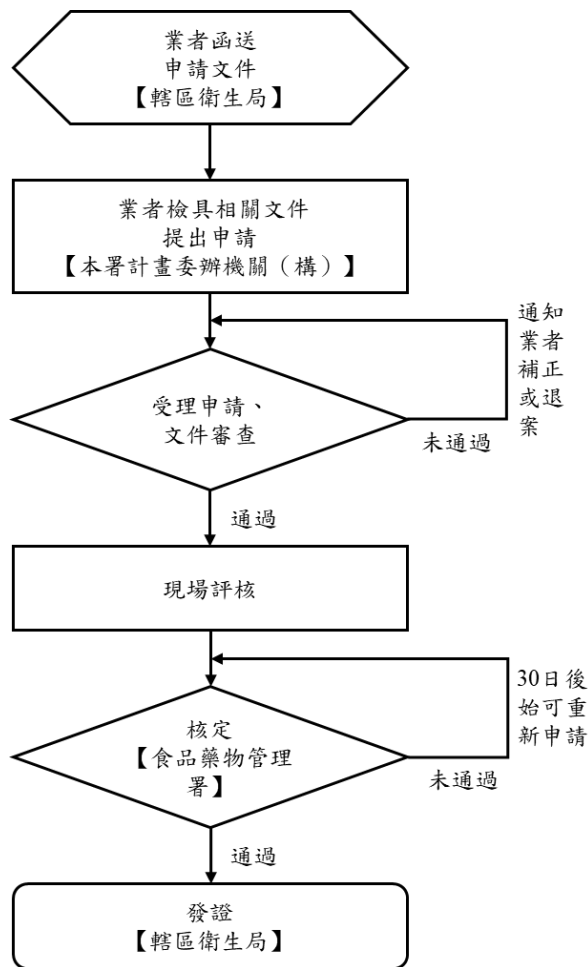 業者函送
申請文件
【轄區衛生局】
業者檢具相關文件
提出申請
【本署計畫委辦機關（構）】
通知
業者
補正
或退
案
受理申請、
文件審查
未通過
通過
現場評核
30日後
始可重
新申請
核定
【食品藥物管理
署】
未通過
通過
發證
【轄區衛生局】